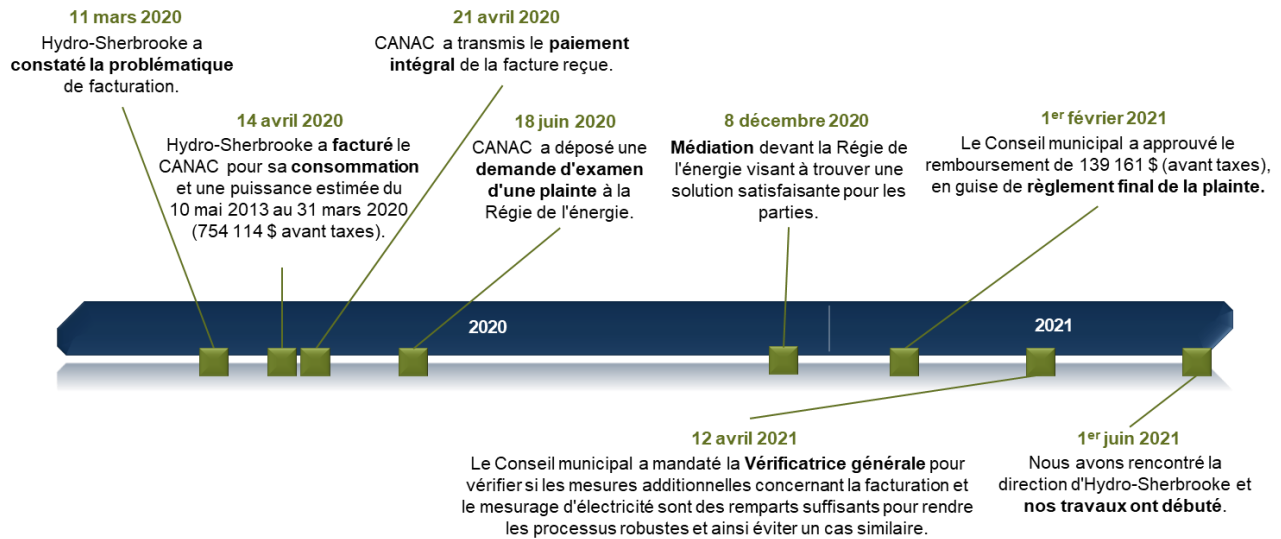 11 mars 2020
Hydro-Sherbrooke a
constaté la problématique
de facturation.
14 avril 2020
Hydro-Sherbrooke a facturé le
CANAC pour sa consommation
et une puissance estimée du
10 mai 2013 au 31 mars 2020
(754 114 $ avant taxes).
21 avril 2020
CANAC a transmis le paiement
intégral de la facture reçue.
18 juin 2020
CANAC a déposé une
demande d'examen
d'une plainte à la
Régie de l'énergie.
8 décembre 2020
Médiation devant la Régie de
l'énergie visant à trouver une
solution satisfaisante pour les
parties.
1er février 2021
Le Conseil municipal a approuvé le
remboursement de 139 161 $ (avant taxes),
en guise de règlement final de la plainte.
2020
2021
12 avril 2021
Le Conseil municipal a mandaté la Vérificatrice générale pour
vérifier si les mesures additionnelles concernant la facturation et
le mesurage d'électricité sont des remparts suffisants pour rendre
les processus robustes et ainsi éviter un cas similaire.
1er juin 2021
Nous avons rencontré la
direction d'Hydro-Sherbrooke et
nos travaux ont débuté.